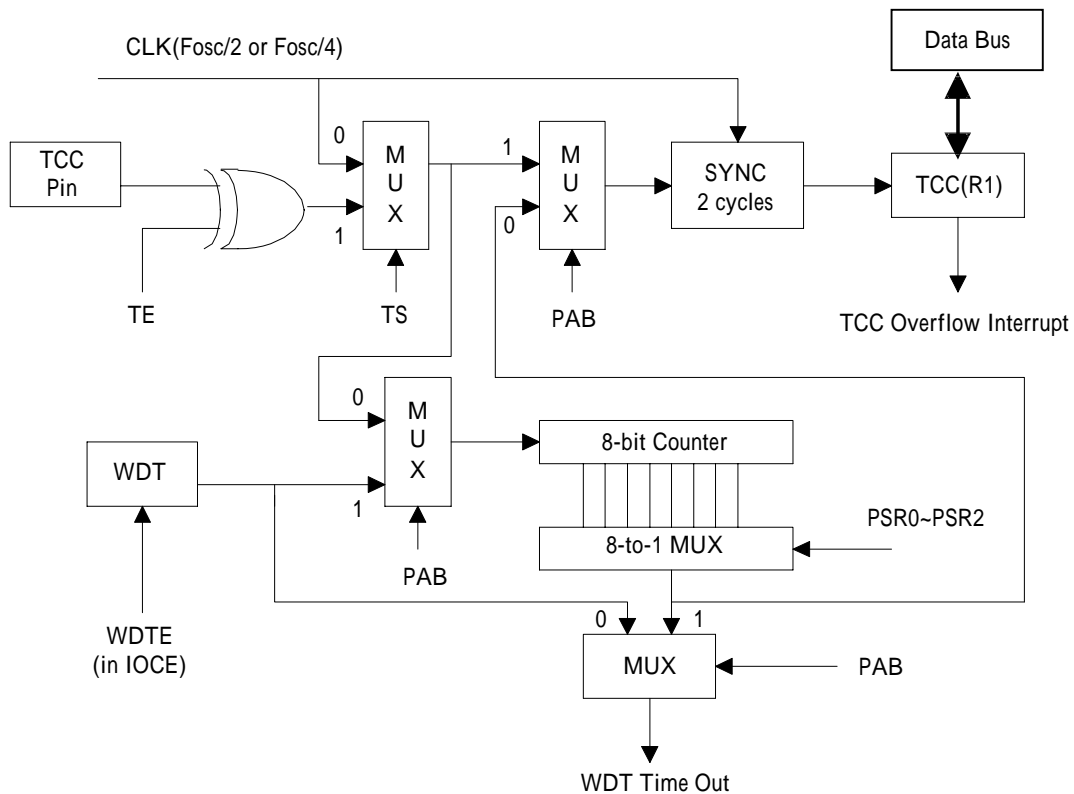 CLK(Fosc/2 or Fosc/4)
Data Bus
0
TCC
Pin
1
M
U
X
1
0
M
U
X
SYNC
2 cycles
TCC(R1)
TE
TS
PAB
TCC Overflow Interrupt
0
1
M
U
X
8-bit Counter
WDT
PSR0~PSR2
8-to-1 MUX
PAB
WDTE
(in IOCE)
0
1
MUX
PAB
WDT Time Out